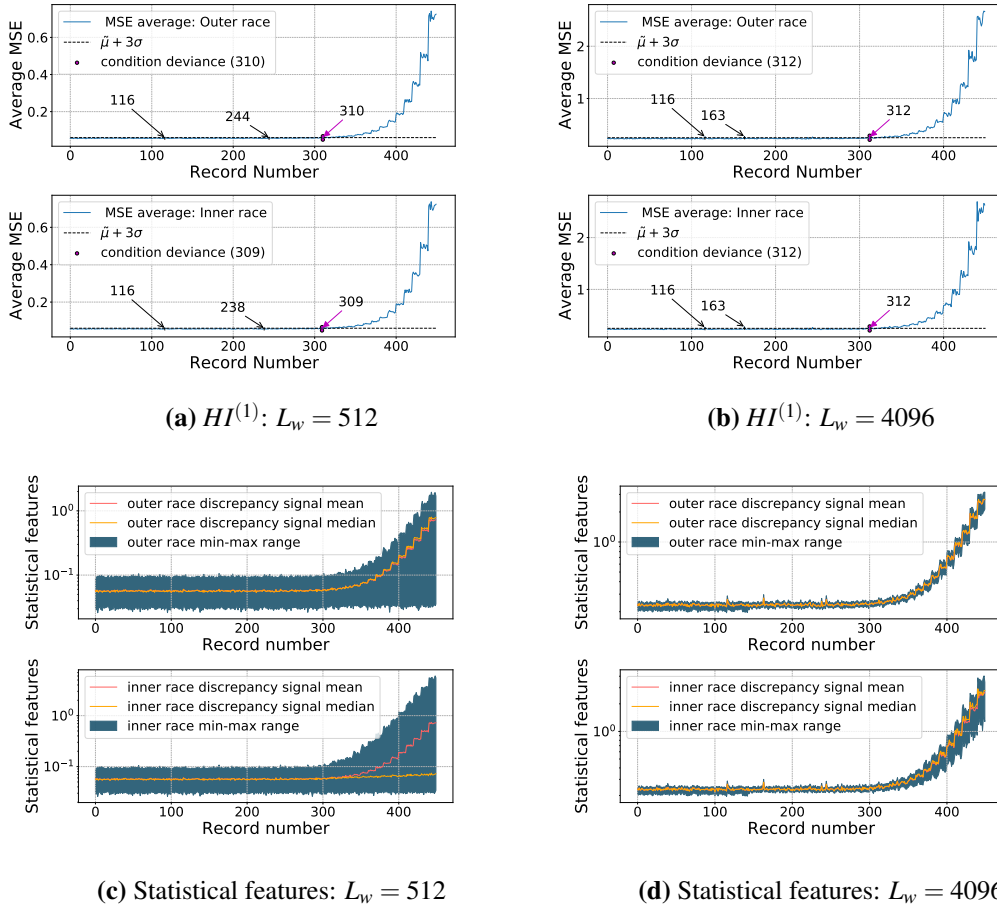 Average MSE
0.6
0.4
0.2
MSE average: Outer race
μ̃ + 3σ
condition deviance (310)
116
244
310
0
100
200
300
400
Record Number
Average MSE
2
1
MSE average: Outer race
μ̃ + 3σ
condition deviance (312)
116
163
312
0
100
200
300
400
Record Number
Average MSE
0.6
0.4
0.2
MSE average: Inner race
μ̃ + 3σ
condition deviance (309)
116
238
309
0
100
200
300
400
Record Number
Average MSE
2
1
MSE average: Inner race
μ̃ + 3σ
condition deviance (312)
116
163
312
0
100
200
300
400
Record Number
(a) HI^(1): L_w = 512
(b) HI^(1): L_w = 4096
Statistical features
10^0
10^−1
outer race discrepancy signal mean
outer race discrepancy signal median
outer race min-max range
0
100
200
300
400
Record number
Statistical features
10^0
outer race discrepancy signal mean
outer race discrepancy signal median
outer race min-max range
0
100
200
300
400
Record number
Statistical features
10^0
10^−1
inner race discrepancy signal mean
inner race discrepancy signal median
inner race min-max range
0
100
200
300
400
Record number
Statistical features
10^0
inner race discrepancy signal mean
inner race discrepancy signal median
inner race min-max range
0
100
200
300
400
Record number
(c) Statistical features: L_w = 512
(d) Statistical features: L_w = 4096